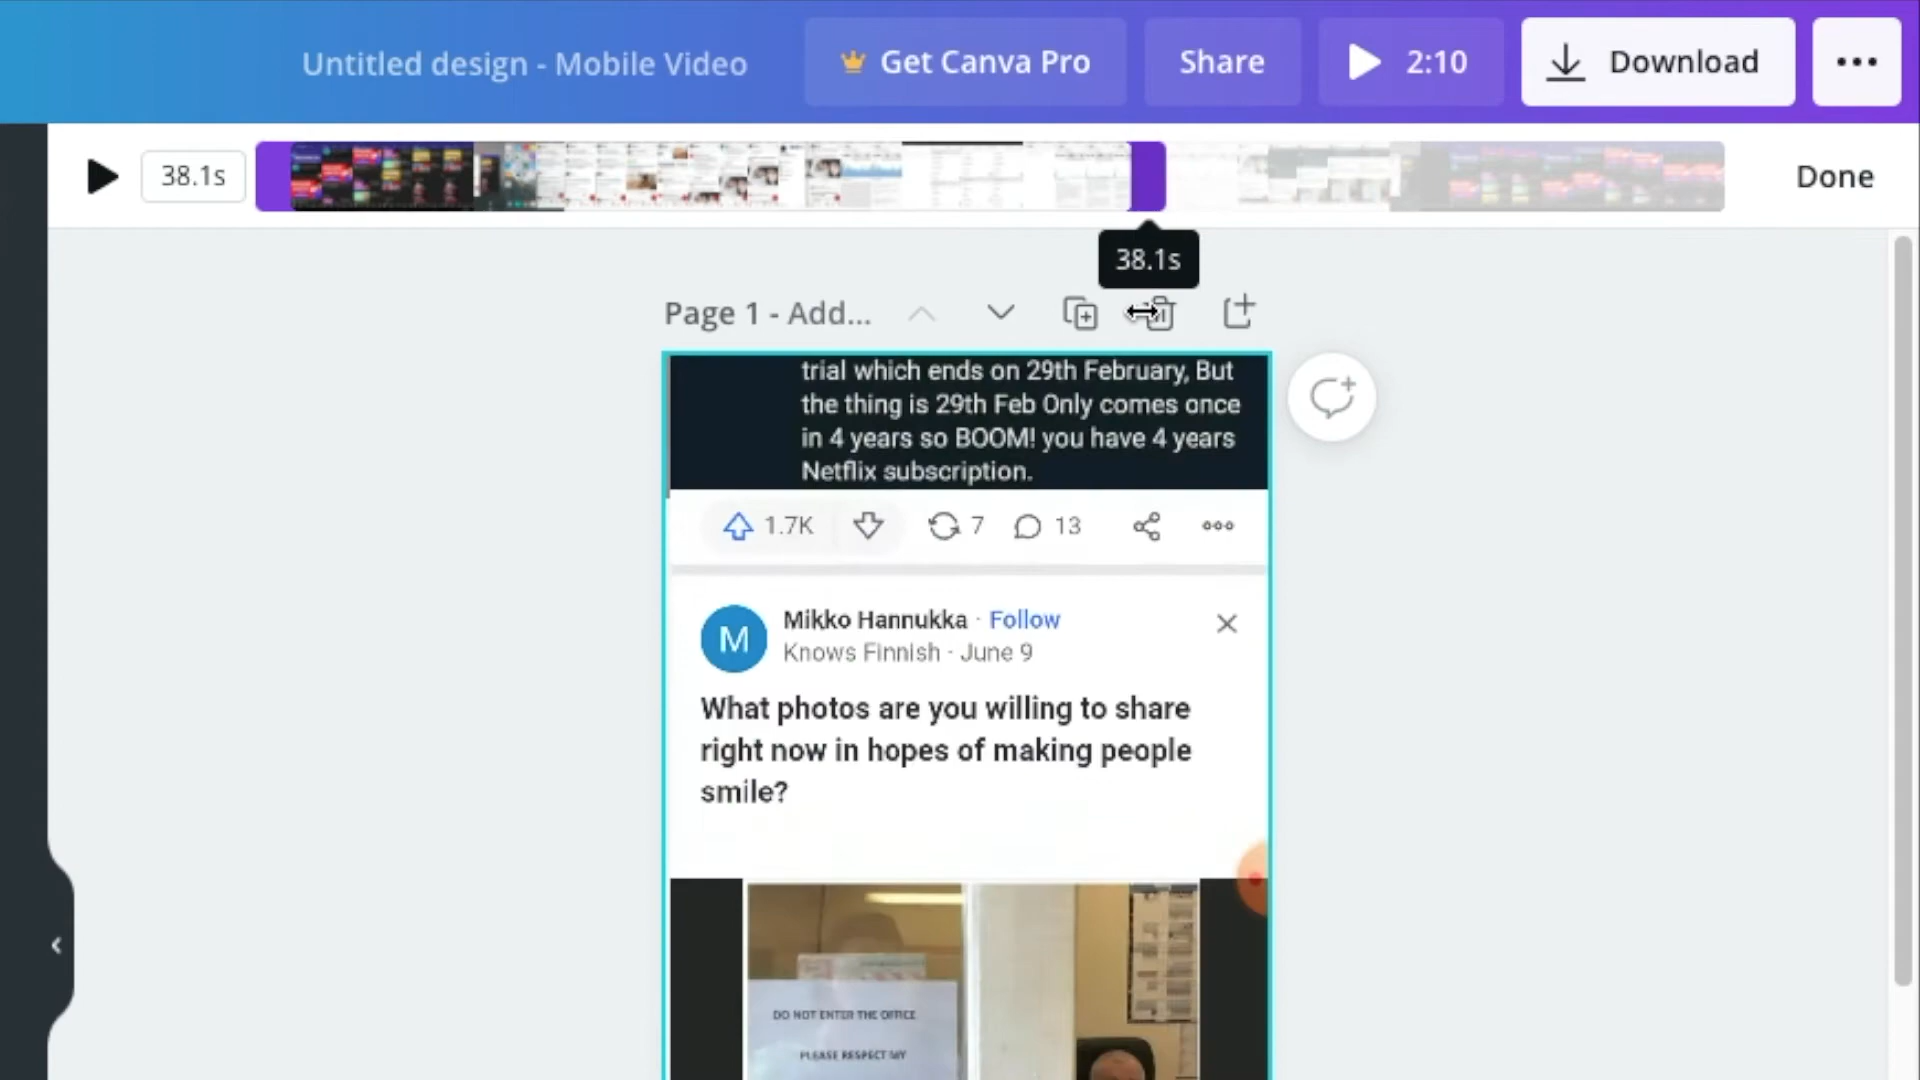 Untitled design - Mobile Video
Get Canva Pro
Share
2:10
Download
38.1s
Done
38.1s
Page 1 - Add...
trial which ends on 29th February, But
the thing is 29th Feb Only comes once
in 4 years so BOOM! you have 4 years
Netflix subscription.
1.7K
7
13
M
Mikko Hannukka · Follow
Knows Finnish · June 9
What photos are you willing to share
right now in hopes of making people
smile?
DO NOT ENTER THE OFFICE
PLEASE RESPECT MY